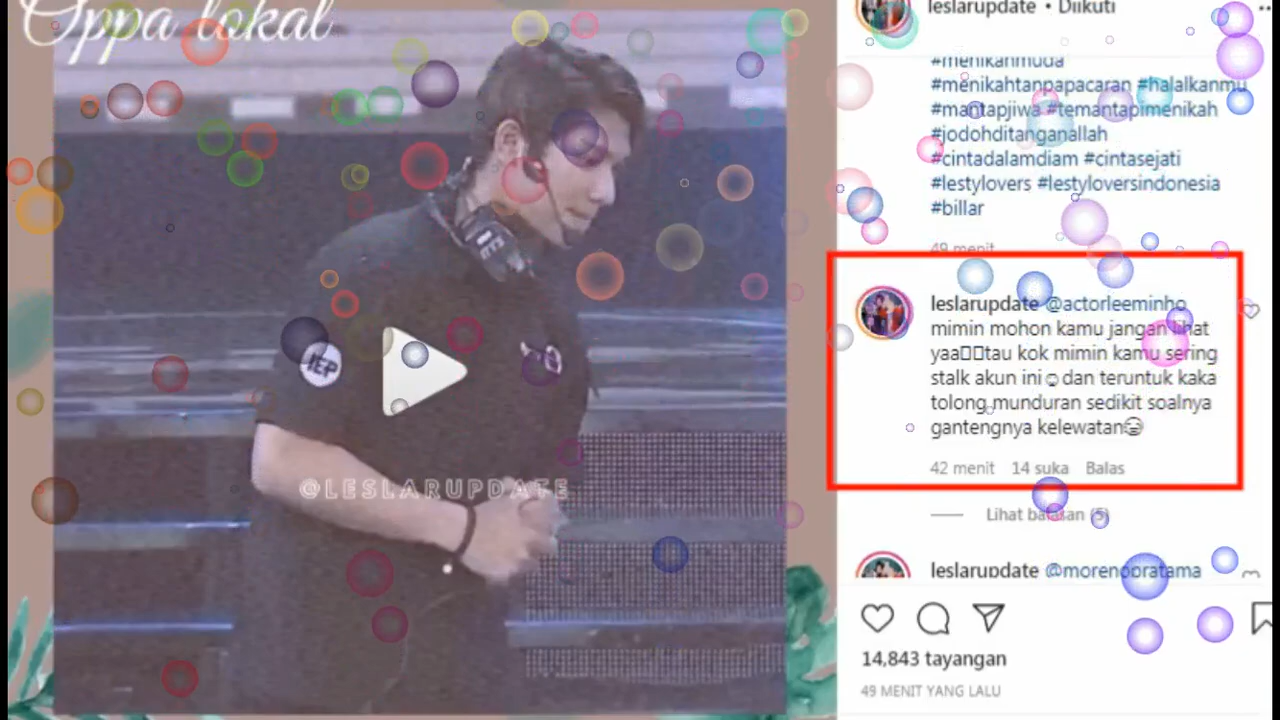 Oppa lokal
IEP
@LESLARUPDATE
leslarupdate • Diikuti
#menikahmuda
#menikahtanpapacaran #halalkanmu
#mantapjiwa #temantapimenikah
#jodohditanganallah
#cintadalamdiam #cintasejati
#lestylovers #lestyloversindonesia
#billar
49 menit
leslarupdate @actorleeminho
mimin mohon kamu jangan lihat
yaa tau kok mimin kamu sering
stalk akun ini dan teruntuk kaka
tolong munduran sedikit soalnya
gantengnya kelewatan
42 menit 14 suka Balas
Lihat balasan (5)
leslarupdate @morenopratama
14,843 tayangan
49 MENIT YANG LALU